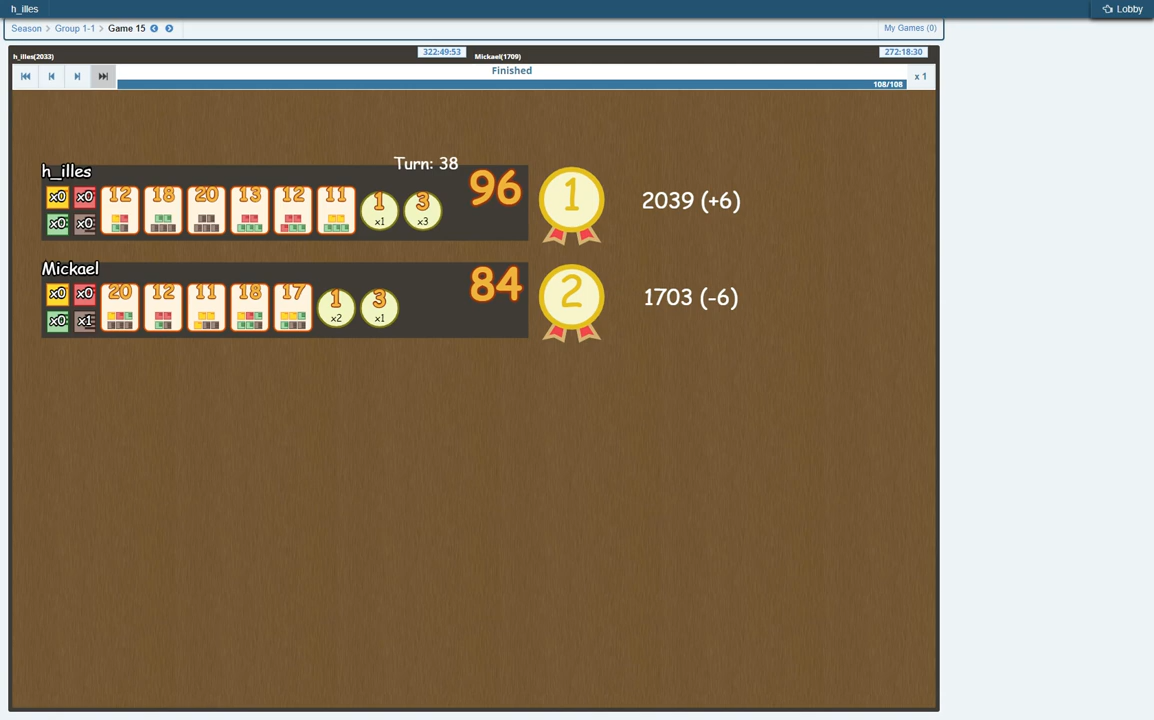 h_illes
Lobby
Season > Group 1-1 > Game 15
My Games (0)
h_illes(2033)
322:49:53
Mickael(1709)
272:18:30
Finished
108/108
x 1
Turn: 38
h_illes
x0 x0 12 18 20 13 12 11 1 x1 3 x3 96 1 2039 (+6)
x0 x0
Mickael
x0 x0 20 12 11 18 17 1 x2 3 x1 84 2 1703 (-6)
x0 x1